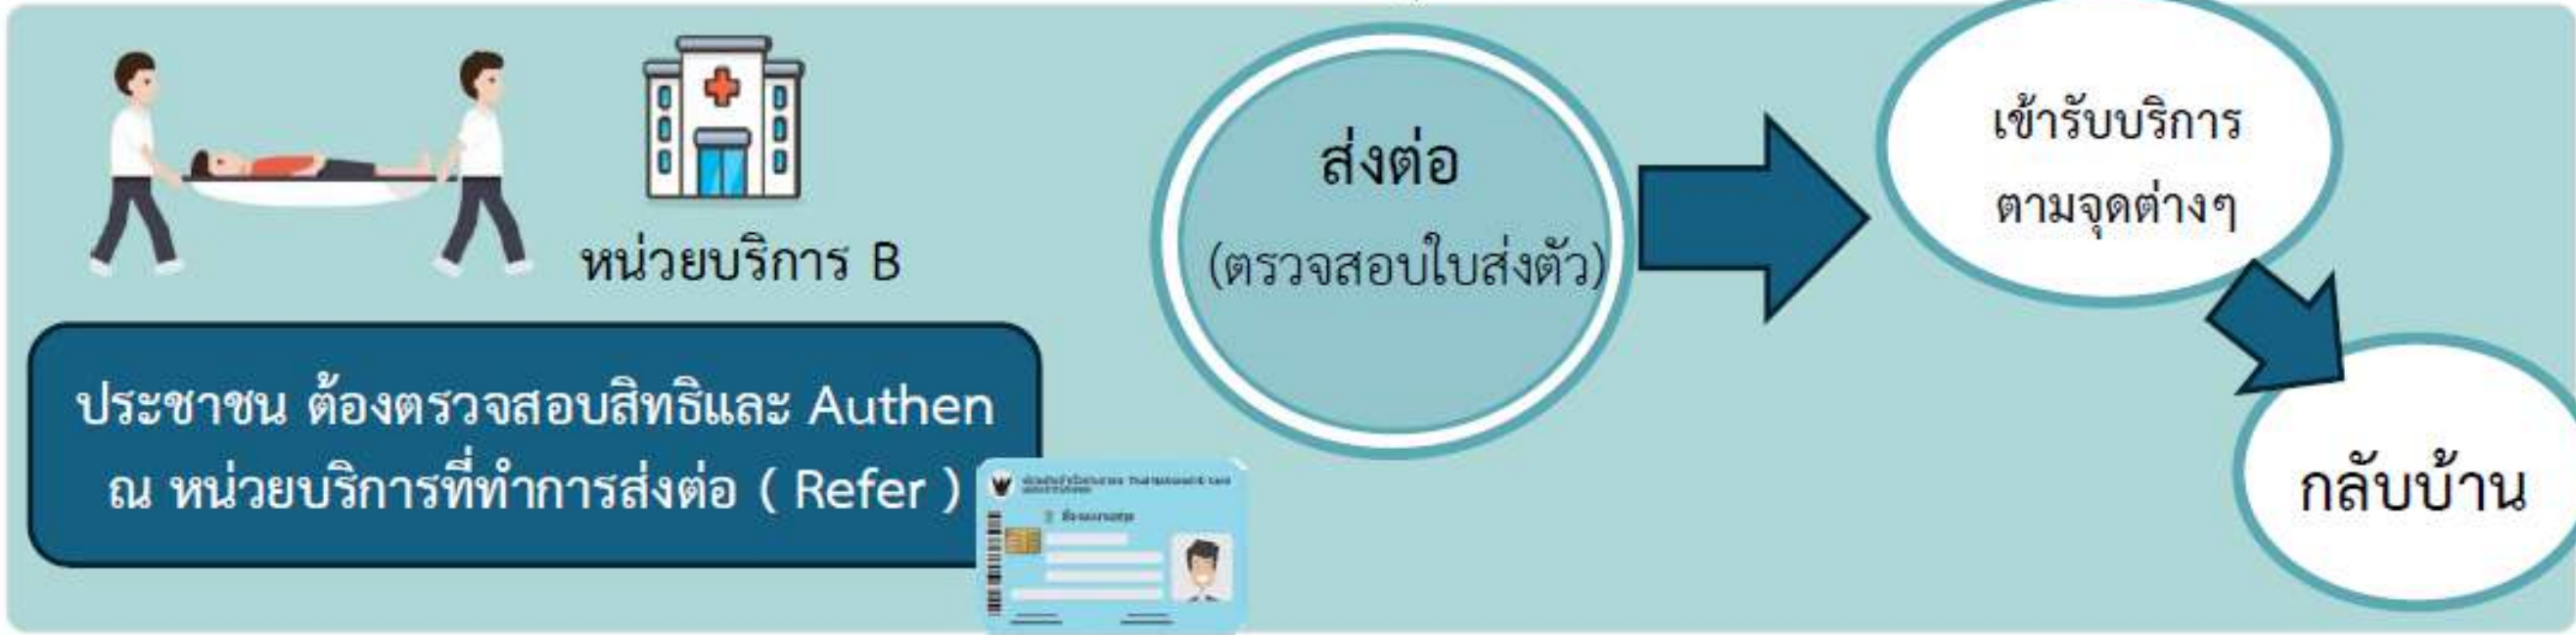 หน่วยบริการ B
ประชาชน ต้องตรวจสอบสิทธิและ Authen
ณ หน่วยบริการที่ทำการส่งต่อ ( Refer )
ส่งต่อ
(ตรวจสอบใบส่งตัว)
เข้ารับบริการ
ตามจุดต่างๆ
กลับบ้าน